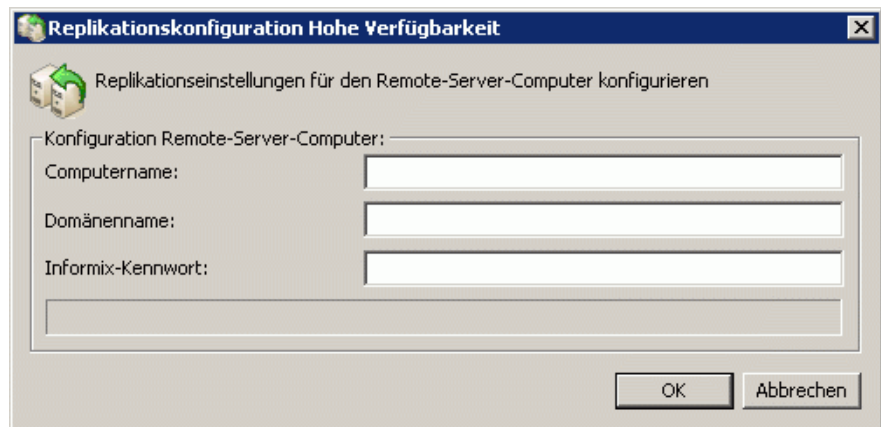 Replikationskonfiguration Hohe Verfügbarkeit
Replikationseinstellungen für den Remote-Server-Computer konfigurieren
Konfiguration Remote-Server-Computer:
Computername:
Domänenname:
Informix-Kennwort:
OK Abbrechen